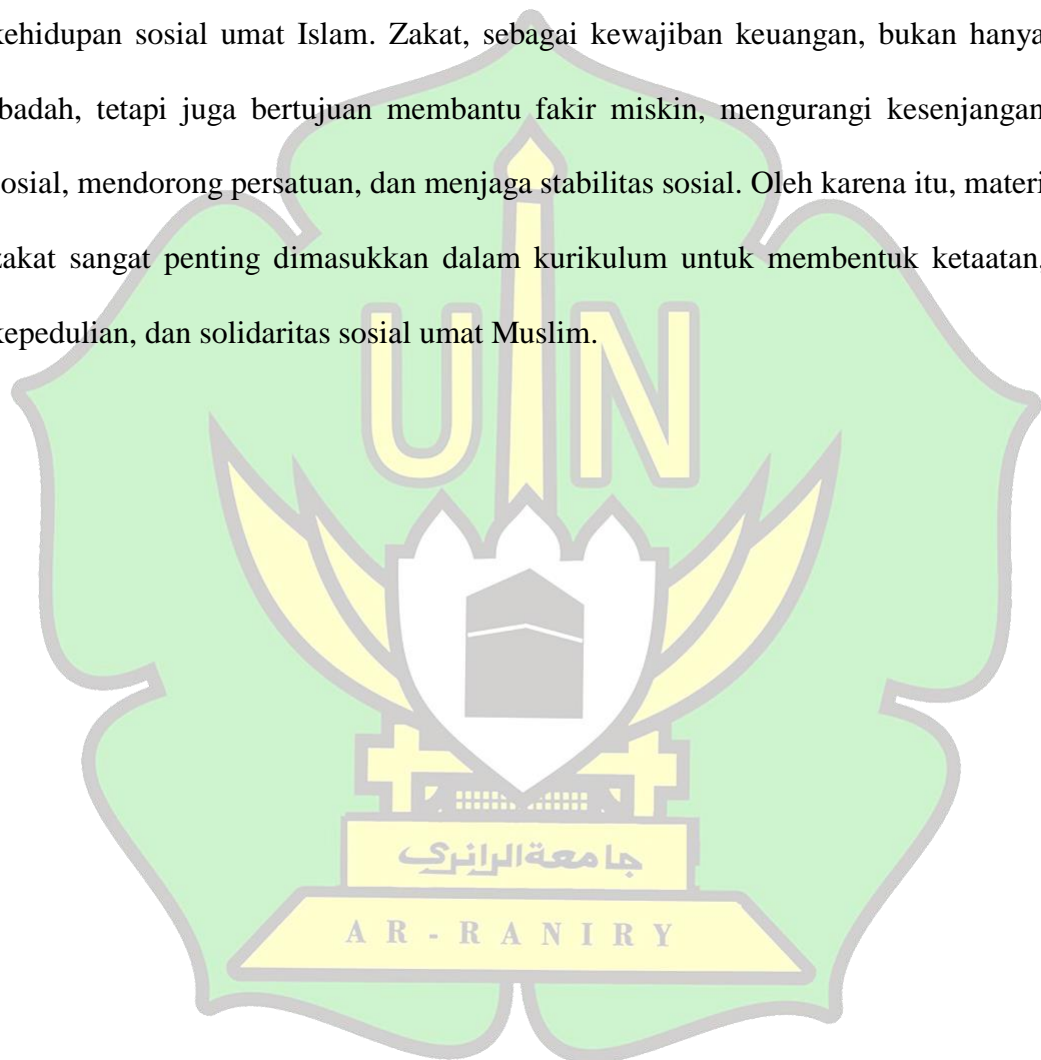 kehidupan sosial umat Islam. Zakat, sebagai kewajiban keuangan, bukan hanya
ibadah, tetapi juga bertujuan membantu fakir miskin, mengurangi kesenjangan
sosial, mendorong persatuan, dan menjaga stabilitas sosial. Oleh karena itu, materi
zakat sangat penting dimasukkan dalam kurikulum untuk membentuk ketaatan,
kepedulian, dan solidaritas sosial umat Muslim.
UIN
جامعة الرانري
AR-RANIRY